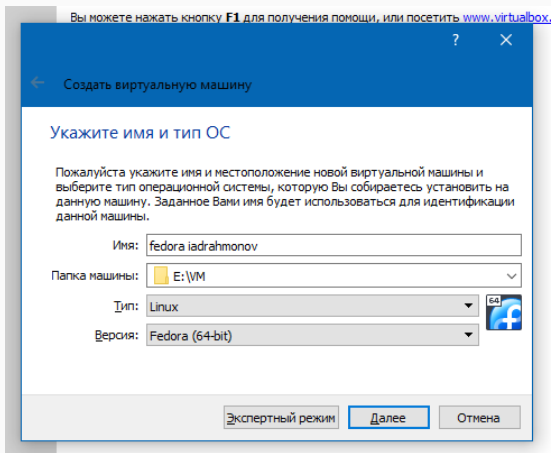 Вы можете нажать кнопку F1 для получения помощи, или посетить www.virtualbox.
?
Создать виртуальную машину
Укажите имя и тип ОС
Пожалуйста укажите имя и местоположение новой виртуальной машины и
выберите тип операционной системы, которую Вы собираетесь установить на
данную машину. Заданное Вами имя будет использоваться для идентификации
данной машины.
Имя: fedora iadrahmonov
Папка машины: E:\VM
Тип: Linux
64
Версия: Fedora (64-bit)
Экспертный режим Далее Отмена